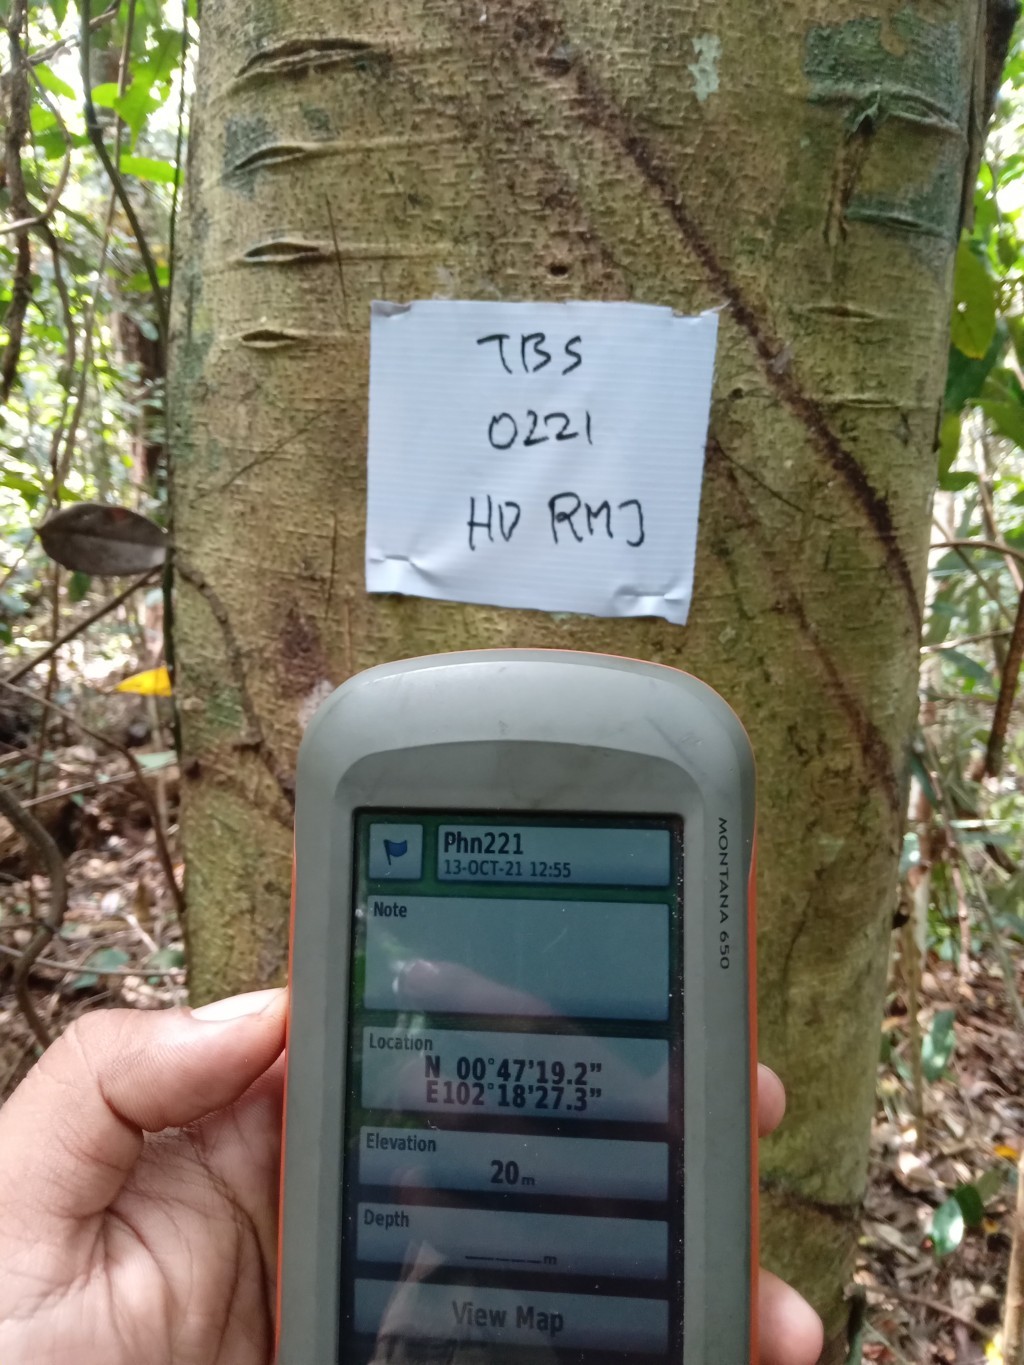 TBS
0221
HD RMJ
MONTANA 650
Phn221
13-OCT-21 12:55
Note
Location
N 00°47'19.2"
E102°18'27.3"
Elevation
20m
Depth
_____m
View Map